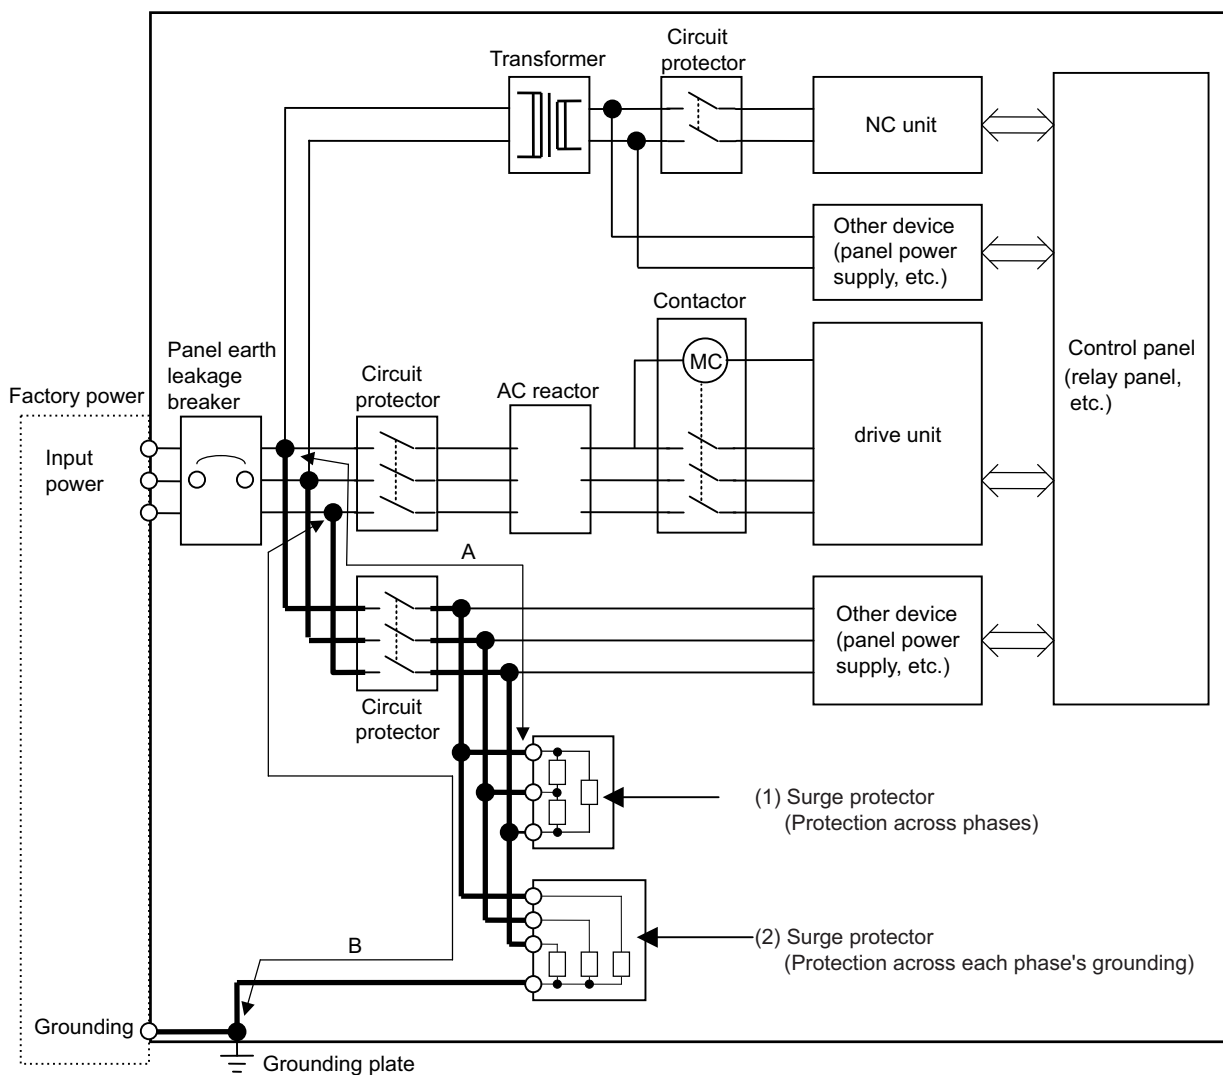 Transformer
Circuit
protector
NC unit
Other device
(panel power
supply, etc.)
Contactor
MC
Control panel
(relay panel,
etc.)
Panel earth
leakage
breaker
Circuit
protector
AC reactor
drive unit
Factory power
Input
power
A
Other device
(panel power
supply, etc.)
Circuit
protector
(1) Surge protector
(Protection across phases)
(2) Surge protector
(Protection across each phase's grounding)
B
Grounding
Grounding plate